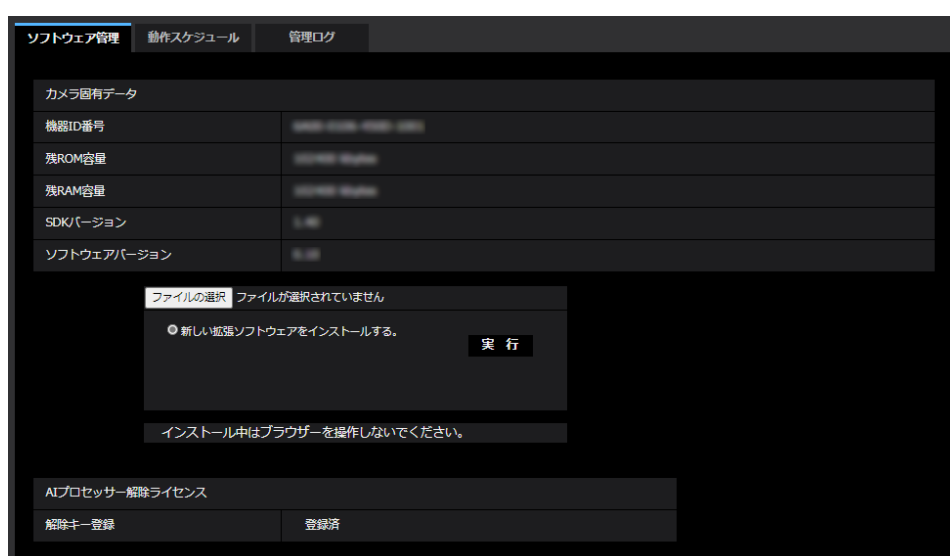 ソフトウェア管理 動作スケジュール 管理ログ
カメラ固有データ
機器ID番号
残ROM容量
残RAM容量
SDKバージョン
ソフトウェアバージョン
ファイルの選択 ファイルが選択されていません
新しい拡張ソフトウェアをインストールする。
実 行
インストール中はブラウザーを操作しないでください。
AIプロセッサー解除ライセンス
解除キー登録 登録済